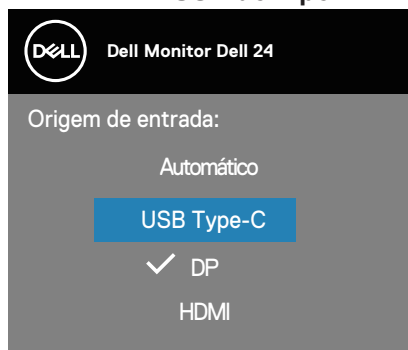 DELL
Dell Monitor Dell 24
Origem de entrada:
Automático
USB Type-C
DP
HDMI